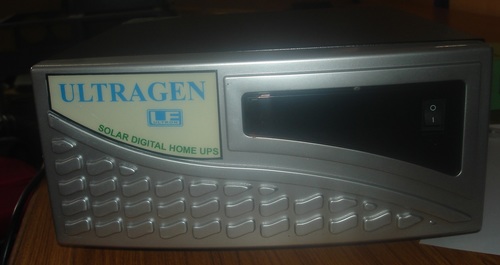 ULTRAGEN
LE
SOLAR DIGITAL HOME UPS